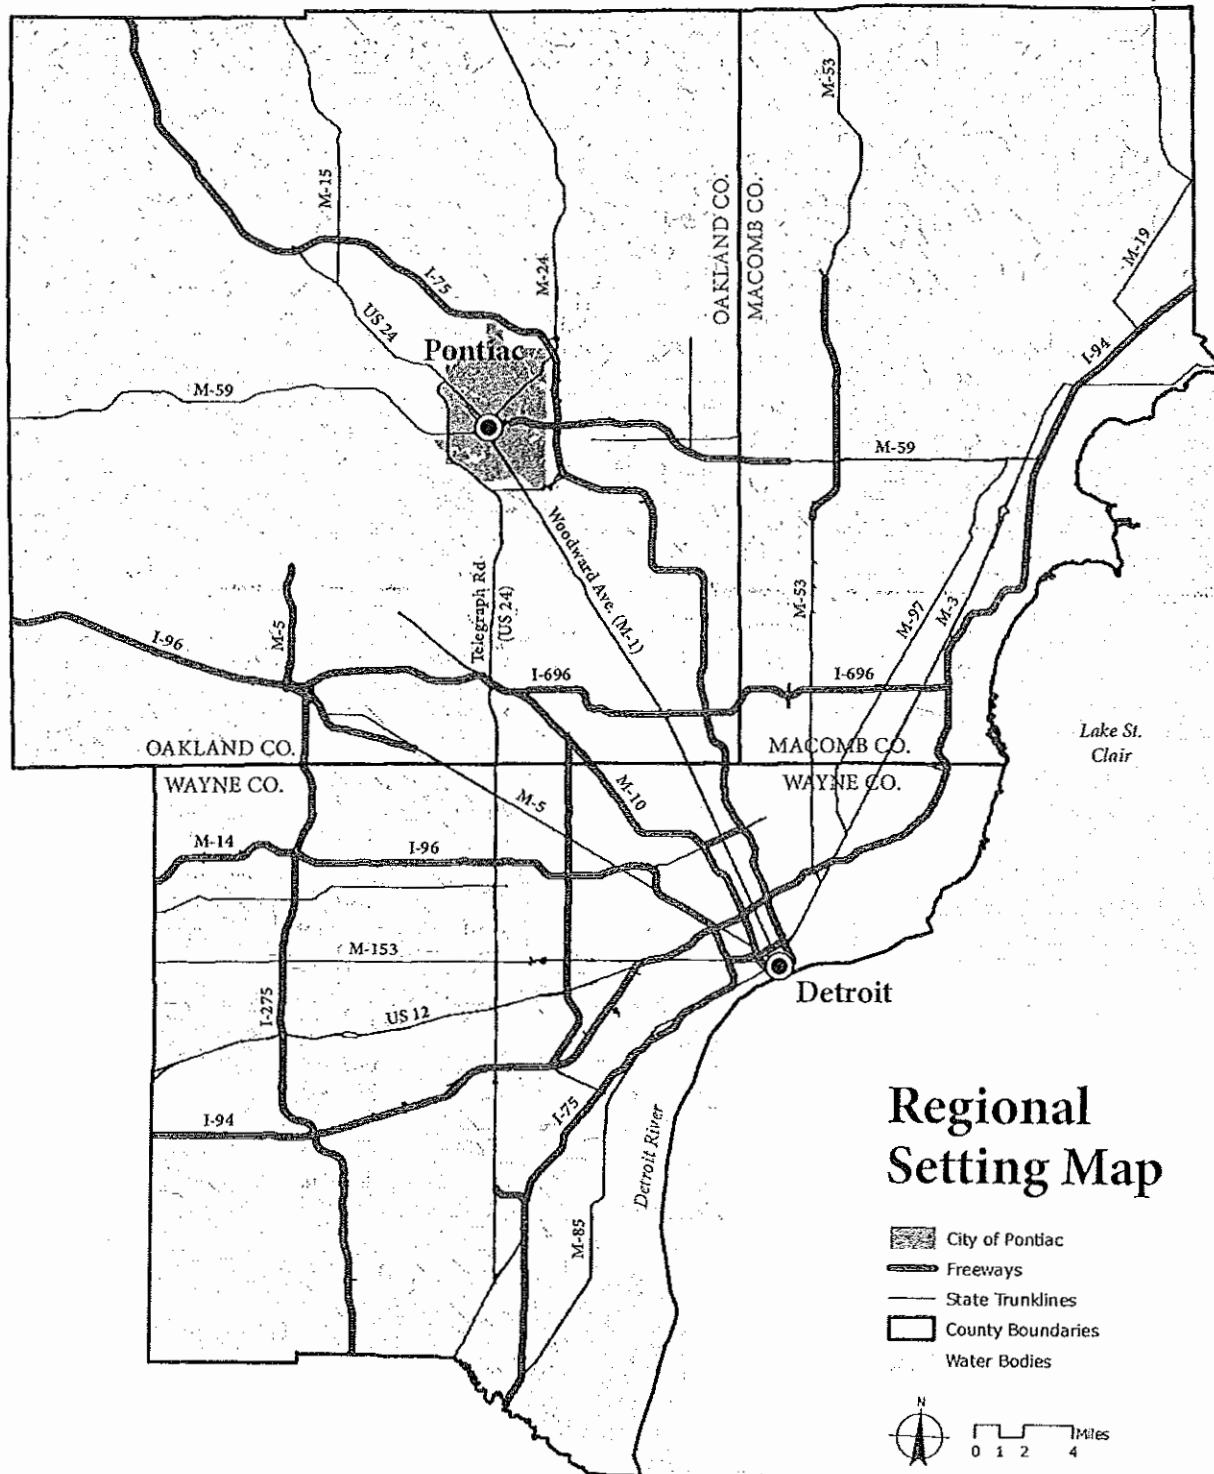 M-53
M-15
OAKLAND CO.
MACOMB CO.
M-19
M-24
I-75
US 24
Pontiac
I-94
M-59
M-59
Woodward Ave. (M-1)
Telegraph Rd
(US 24)
M-53
M-97
M-3
I-96
M-5
I-696
I-696
Lake St.
Clair
OAKLAND CO.
MACOMB CO.
WAYNE CO.
WAYNE CO.
M-5
M-10
M-14
I-96
M-153
Detroit
I-275
US 12
I-94
I-75
Detroit River
M-85
Regional
Setting Map
City of Pontiac
Freeways
State Trunklines
County Boundaries
Water Bodies
N
Miles
0 1 2 4